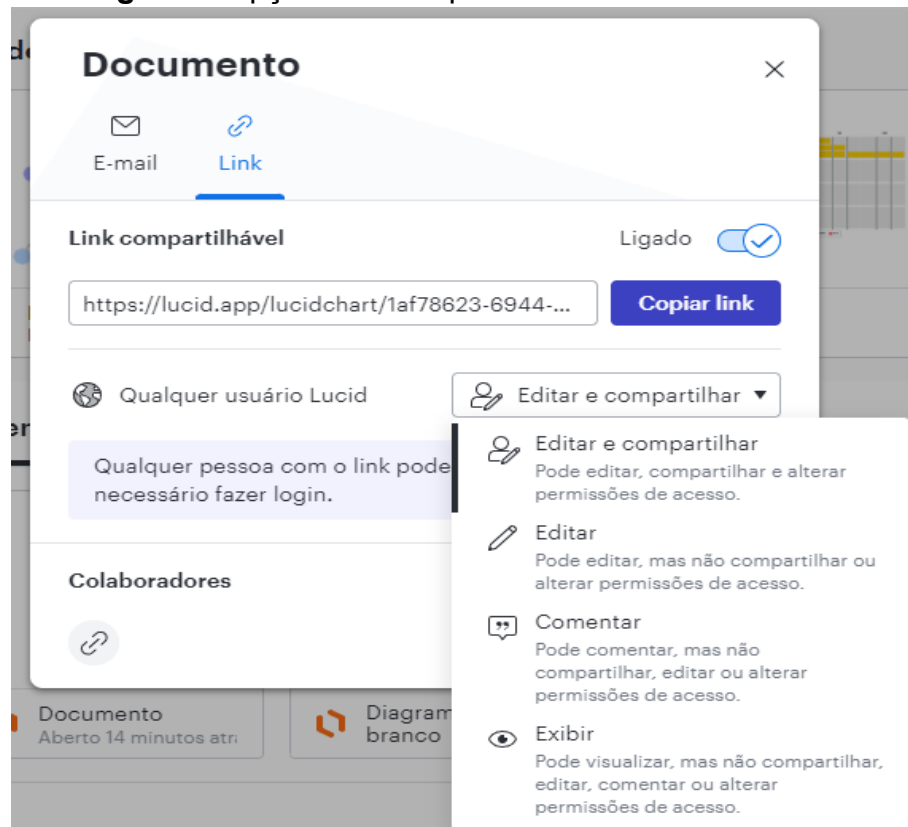 Documento
E-mail
Link
Link compartilhável
Ligado
https://lucid.app/lucidchart/1af78623-6944-...
Copiar link
Qualquer usuário Lucid
Editar e compartilhar
Qualquer pessoa com o link pode
necessário fazer login.
Editar e compartilhar
Pode editar, compartilhar e alterar
permissões de acesso.
Editar
Pode editar, mas não compartilhar ou
alterar permissões de acesso.
Colaboradores
Comentar
Pode comentar, mas não
compartilhar, editar ou alterar
permissões de acesso.
Exibir
Pode visualizar, mas não compartilhar,
editar, comentar ou alterar
permissões de acesso.
Documento
Aberto 14 minutos atrá
Diagram
branco